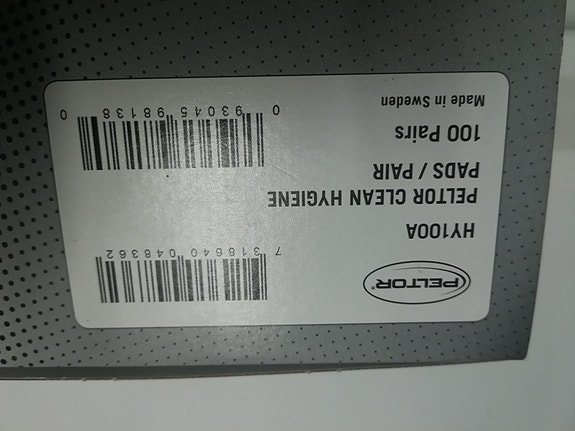 PELTOR
7 318640 048362
HY100A
PELTOR CLEAN HYGIENE
PADS / PAIR
100 Pairs
Made in Sweden
0 93045 98138 0